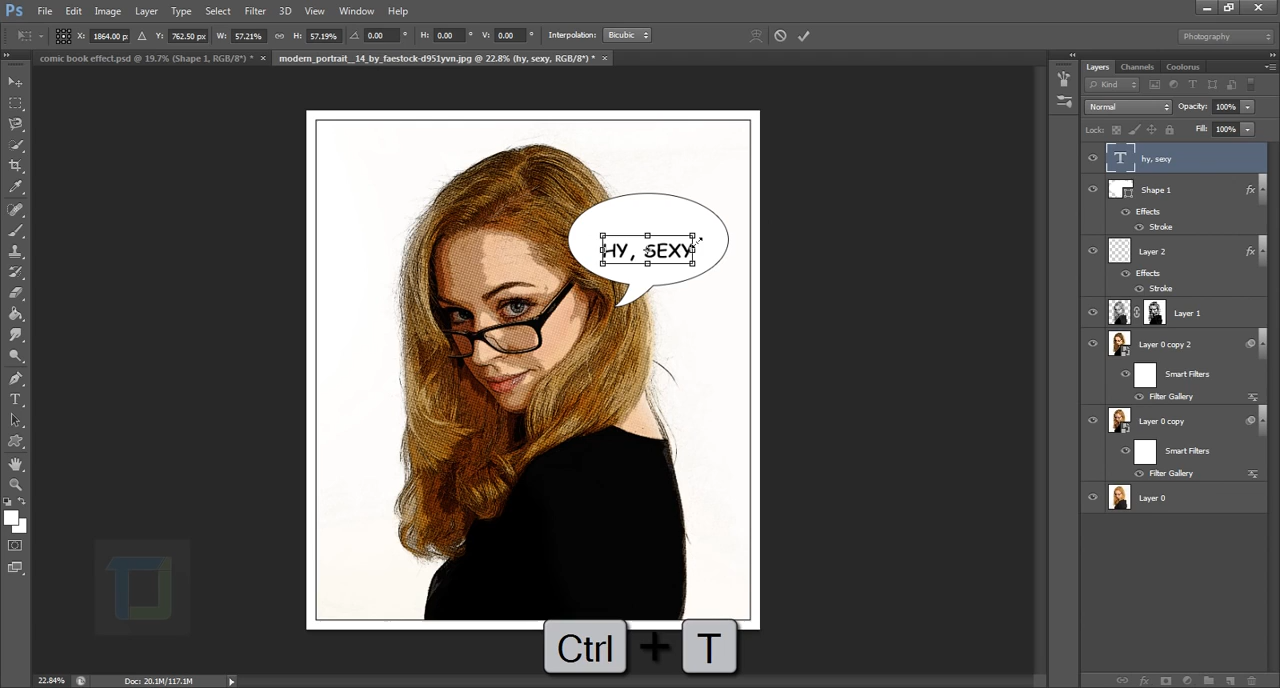 Ps File Edit Image Layer Type Select Filter 3D View Window Help
X: 1864.00 p: Y: 762.50 px W: 57.21% H: 57.19% 0.00 ° H: 0.00 ° V: 0.00 ° Interpolation: Bicubic Photography
comic book effect.psd @ 19.7% (Shape 1, RGB/8*) * × modern_portrait__14_by_faestock-d951yvn.jpg @ 22.8% (hy, sexy, RGB/8*) * ×
Layers Channels Coolorus
Kind
Normal Opacity: 100%
Lock: Fill: 100%
T hy, sexy
Shape 1 fx
Effects
Stroke
Layer 2 fx
Effects
Stroke
Layer 1
Layer 0 copy 2
Smart Filters
Filter Gallery
Layer 0 copy
Smart Filters
Filter Gallery
Layer 0
HY, SEXY
Ctrl + T
22.84% Doc: 20.1M/117.1M